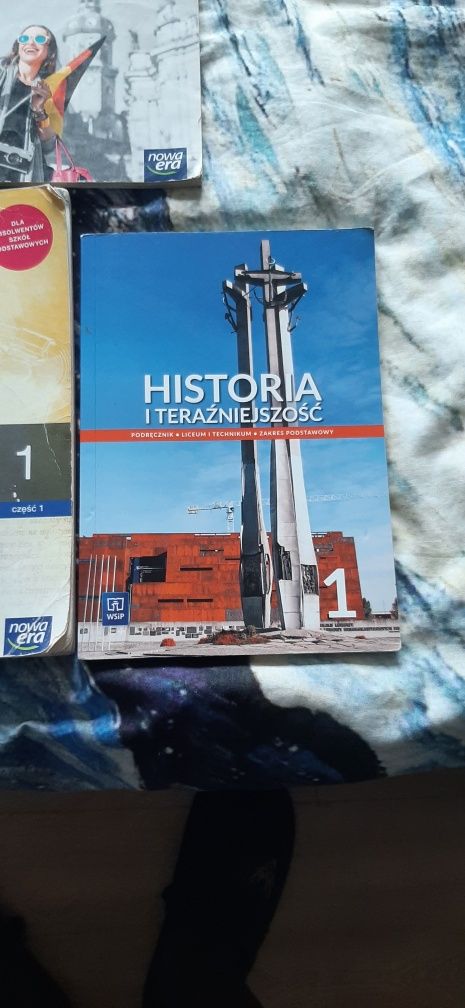 nowa
era
DLA
ABSOLWENTÓW
SZKÓŁ
PODSTAWOWYCH
1
część 1
nowa
era
HISTORIA
I TERAŹNIEJSZOŚĆ
PODRĘCZNIK • LICEUM I TECHNIKUM • ZAKRES PODSTAWOWY
1
WSiP